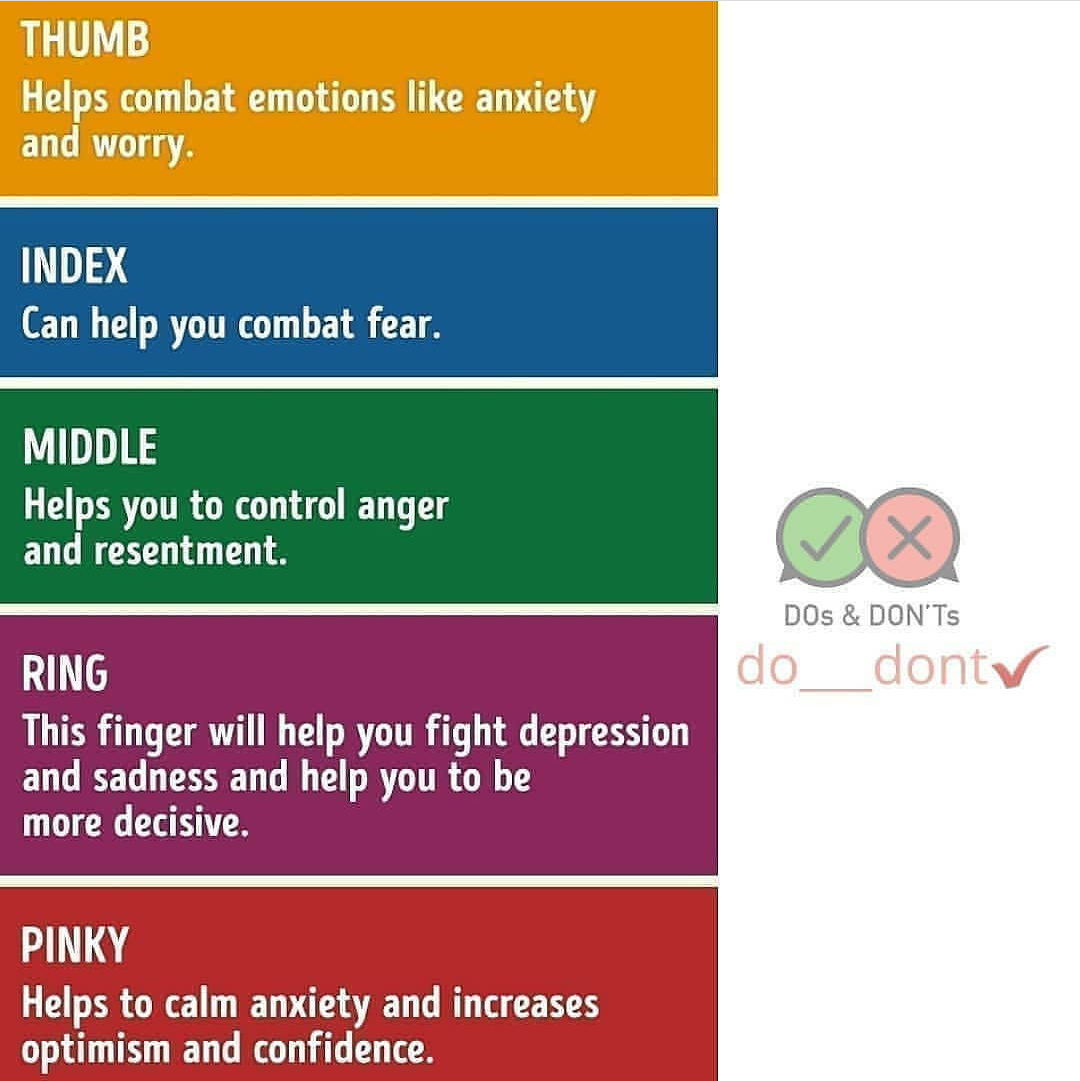 THUMB
Helps combat emotions like anxiety
and worry.
INDEX
Can help you combat fear.
MIDDLE
Helps you to control anger
and resentment.
RING
This finger will help you fight depression
and sadness and help you to be
more decisive.
PINKY
Helps to calm anxiety and increases
optimism and confidence.
DOs & DON'Ts
do__dont